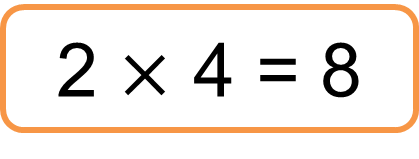 2 × 4 = 8